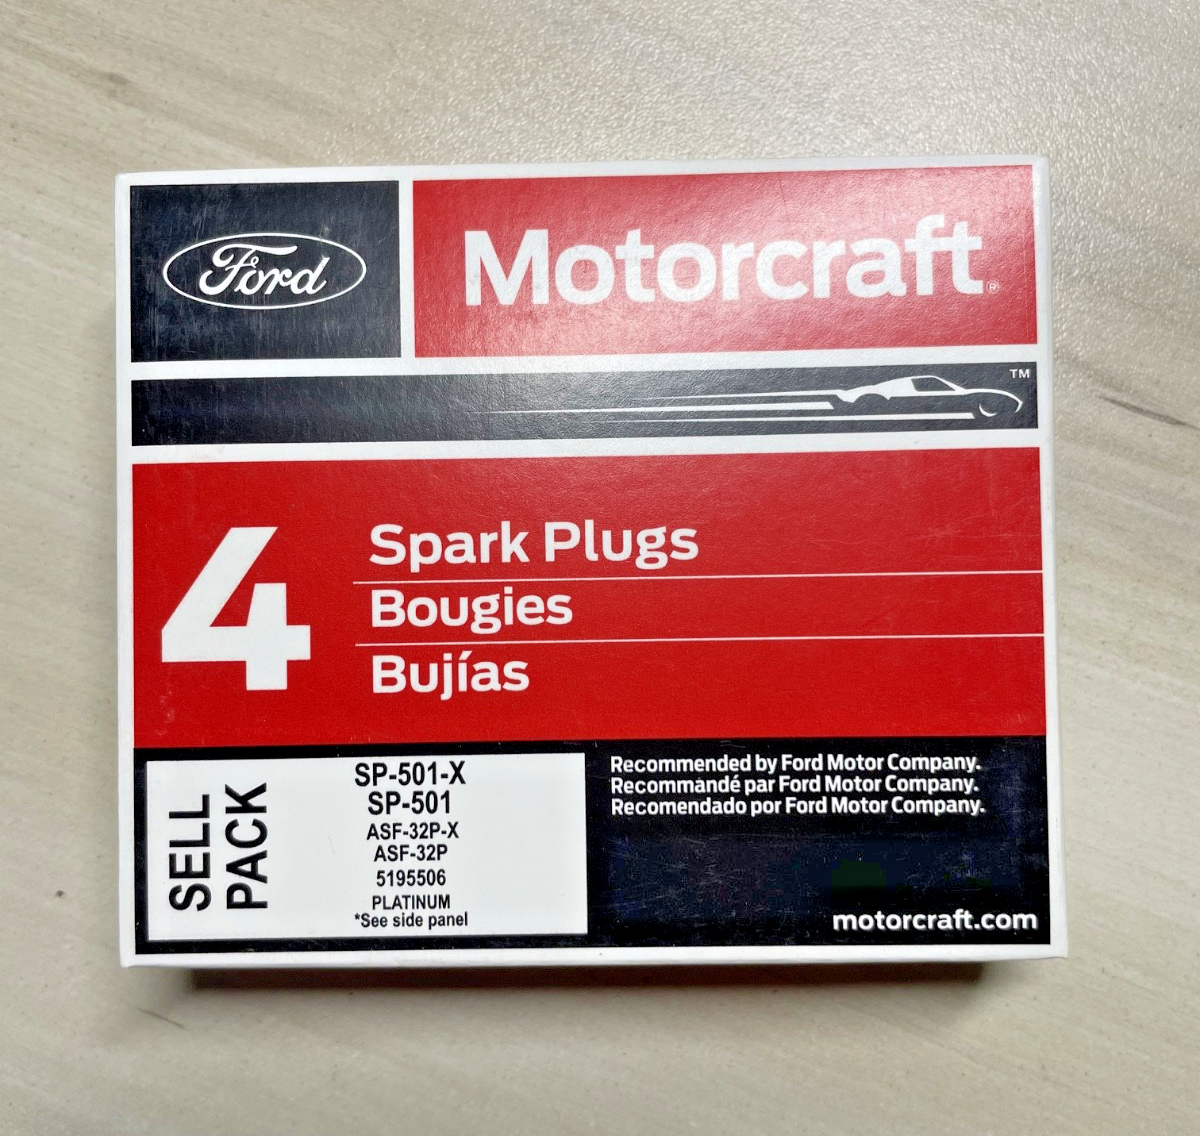 Ford
Motorcraft®
TM
4
Spark Plugs
Bougies
Bujías
SELL
PACK
SP-501-X
SP-501
ASF-32P-X
ASF-32P
5195506
PLATINUM
*See side panel
Recommended by Ford Motor Company.
Recommandé par Ford Motor Company.
Recomendado por Ford Motor Company.
motorcraft.com